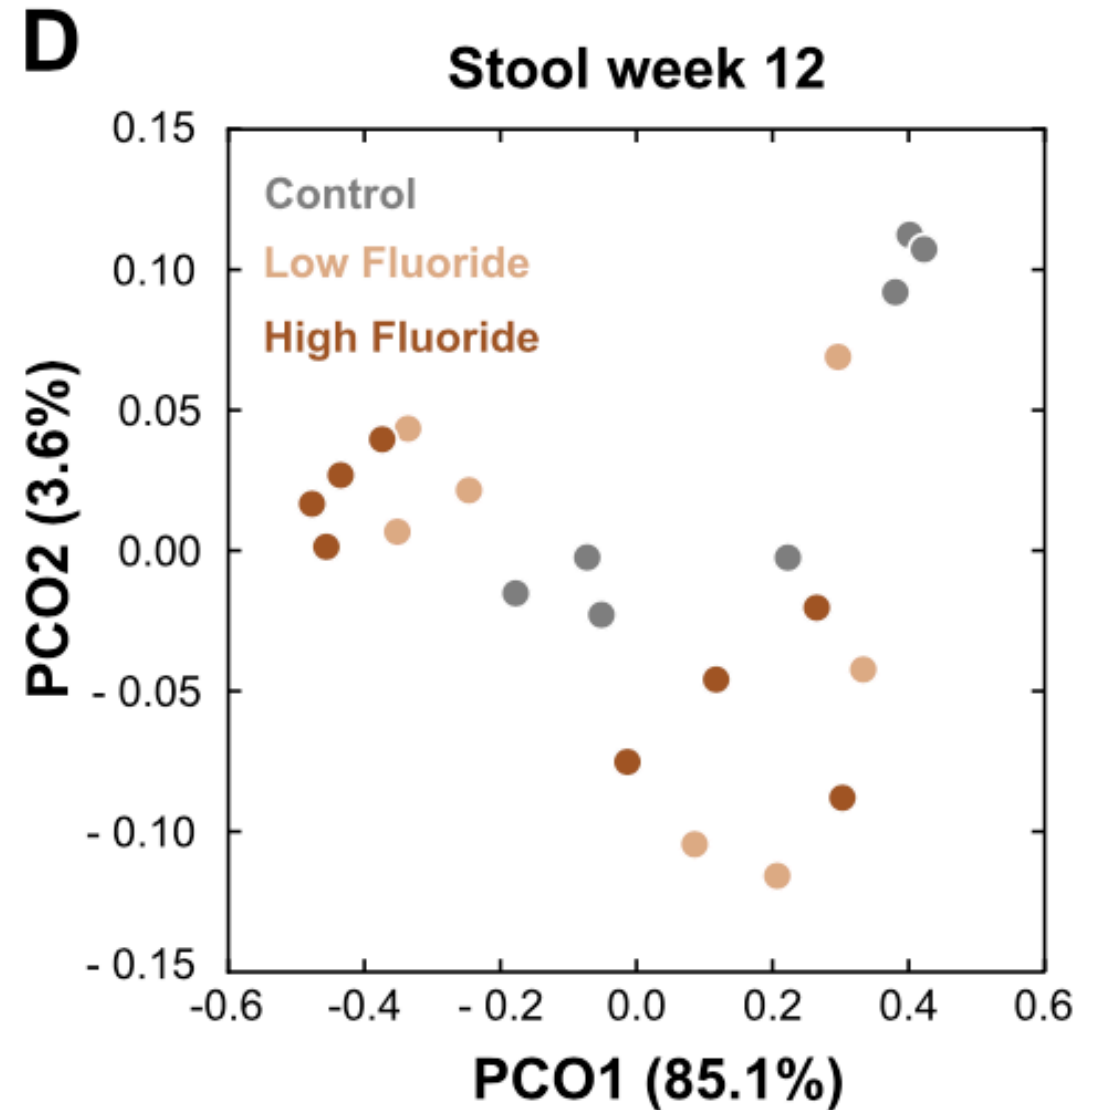 D
Stool week 12
0.15
Control
Low Fluoride
0.10
High Fluoride
0.05
0.00
- 0.05
- 0.10
- 0.15
PCO2 (3.6%)
-0.6 -0.4 - 0.2 0.0 0.2 0.4 0.6
PCO1 (85.1%)